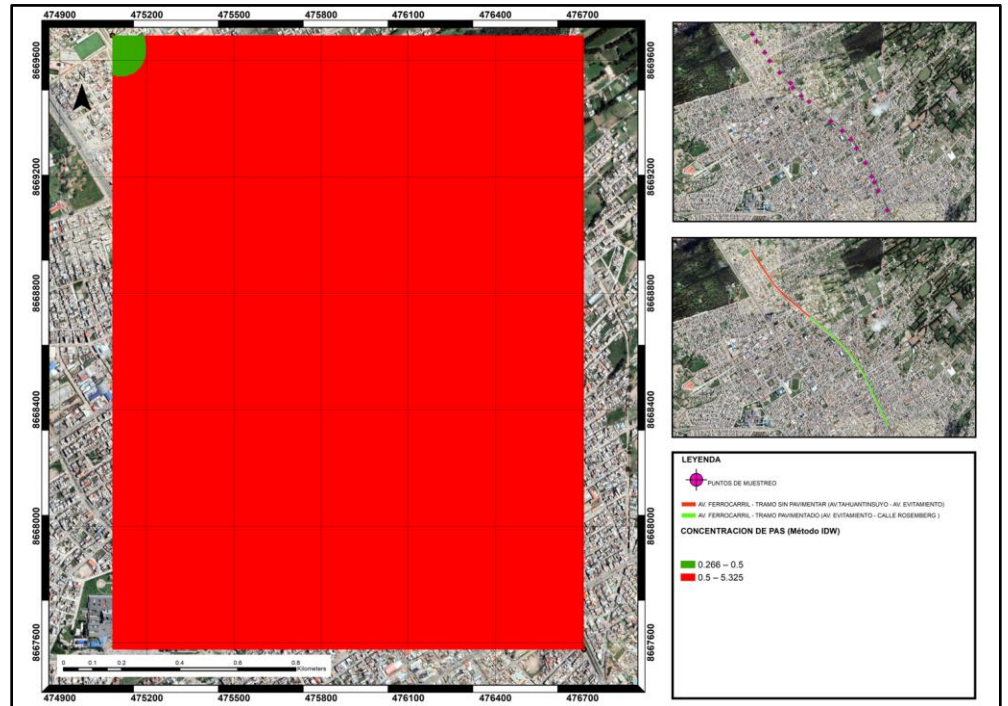 474900 475200 475500 475800 476100 476400 476700
8669600
8669200
8668800
8668400
8668000
8667600
8669600
8669200
8668800
8668400
8668000
8667600
0 0.1 0.2 0.4 0.6 0.8
Kilometers
474900 475200 475500 475800 476100 476400 476700
LEYENDA
PUNTOS DE MUESTREO
AV. FERROCARRIL - TRAMO SIN PAVIMENTAR (AV.TAHUANTINSUYO - AV. EVITAMIENTO)
AV. FERROCARRIL - TRAMO PAVIMENTADO (AV. EVITAMIENTO - CALLE ROSEMBERG )
CONCENTRACION DE PAS (Método IDW)
0.266 – 0.5
0.5 – 5.325